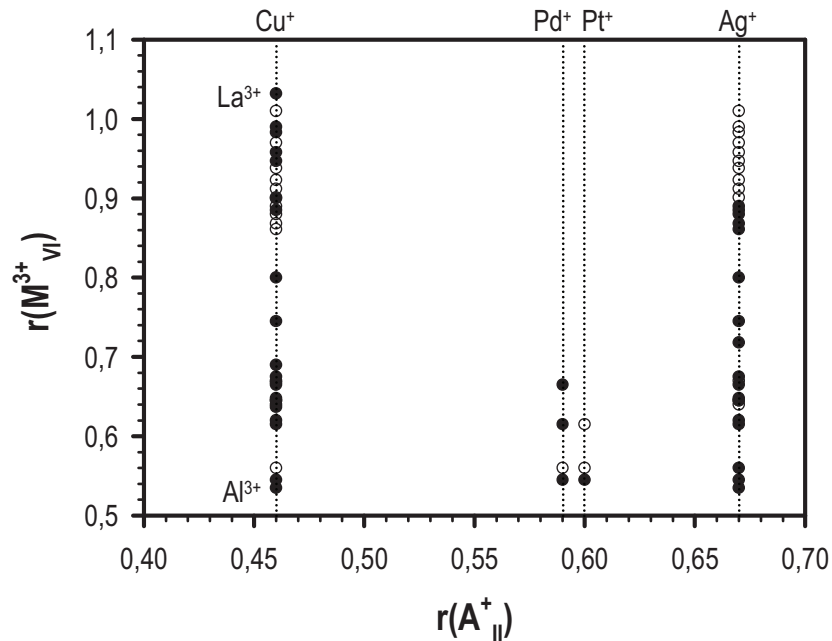 Cu⁺ Pd⁺ Pt⁺ Ag⁺
1,1
La³⁺
1,0
0,9
0,8
0,7
0,6
Al³⁺
0,5
0,40 0,45 0,50 0,55 0,60 0,65 0,70
r(M³⁺VI)
r(A⁺II)